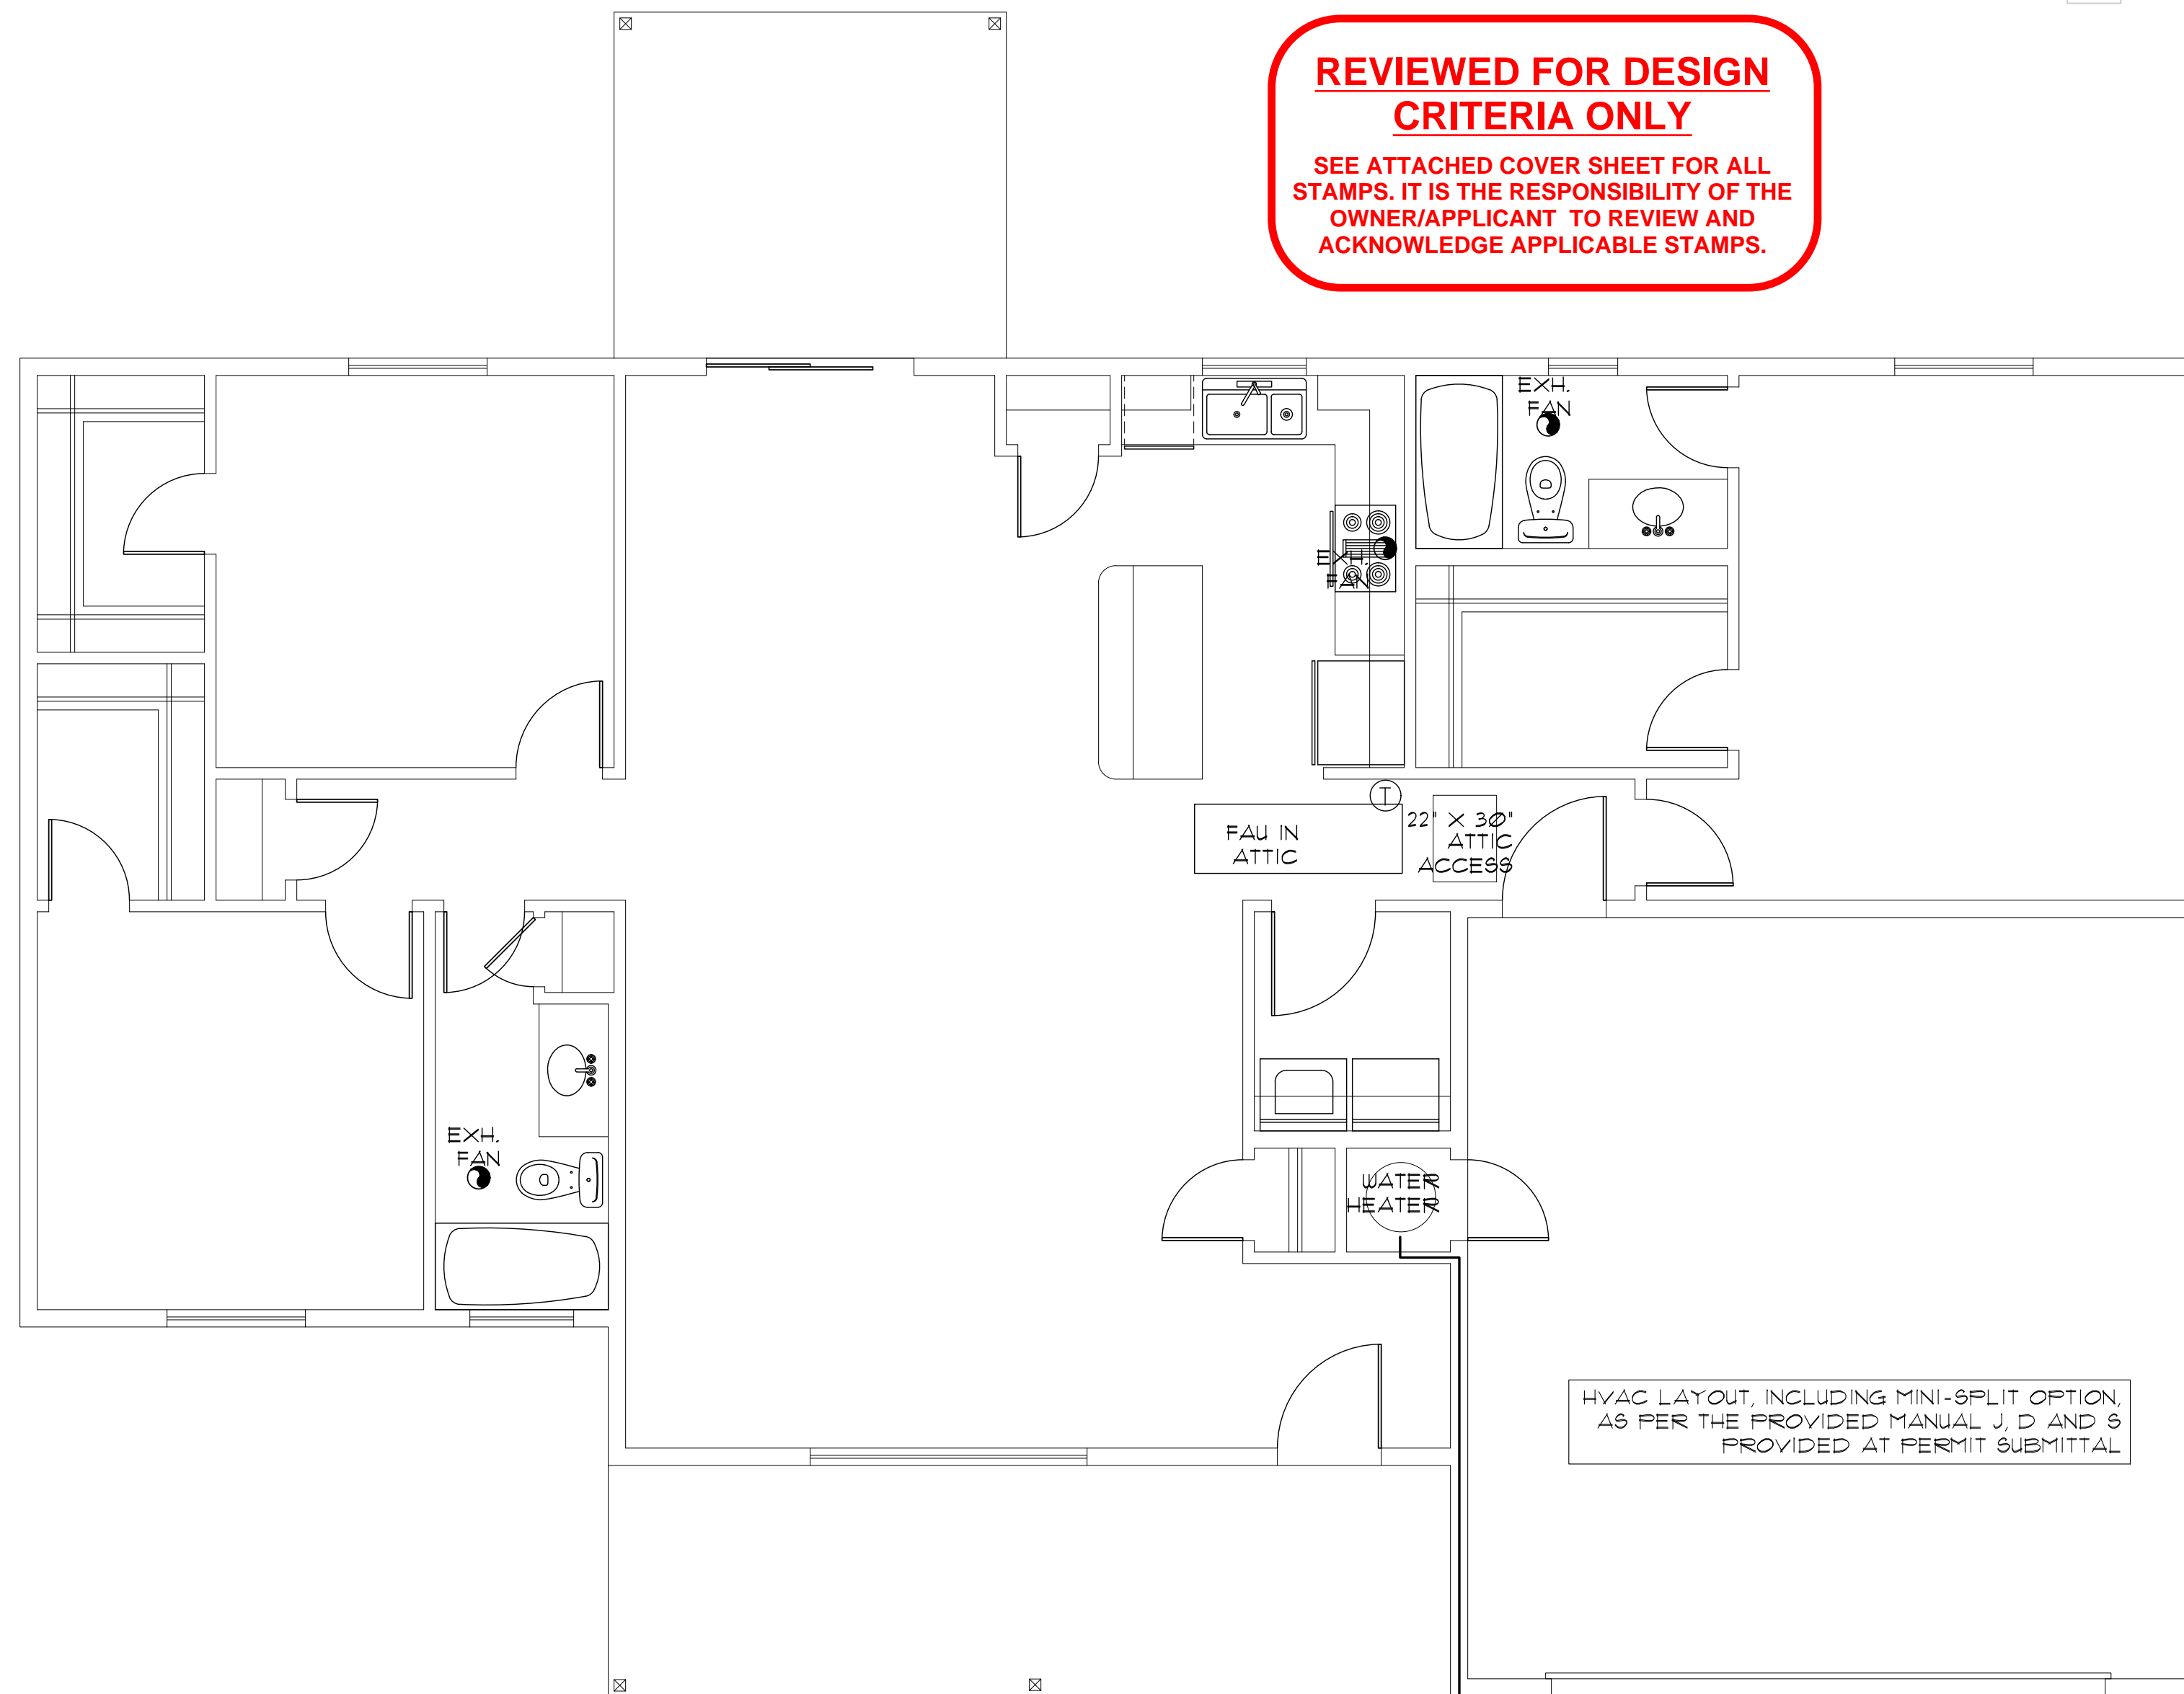 REVIEWED FOR DESIGN
CRITERIA ONLY
SEE ATTACHED COVER SHEET FOR ALL
STAMPS. IT IS THE RESPONSIBILITY OF THE
OWNER/APPLICANT TO REVIEW AND
ACKNOWLEDGE APPLICABLE STAMPS.
EXH.
FAN
EXH.
FAN
T
FAU IN
ATTIC
22" X 30"
ATTIC
ACCESS
EXH.
FAN
WATER
HEATER
HVAC LAYOUT, INCLUDING MINI-SPLIT OPTION,
AS PER THE PROVIDED MANUAL J, D AND S
PROVIDED AT PERMIT SUBMITTAL